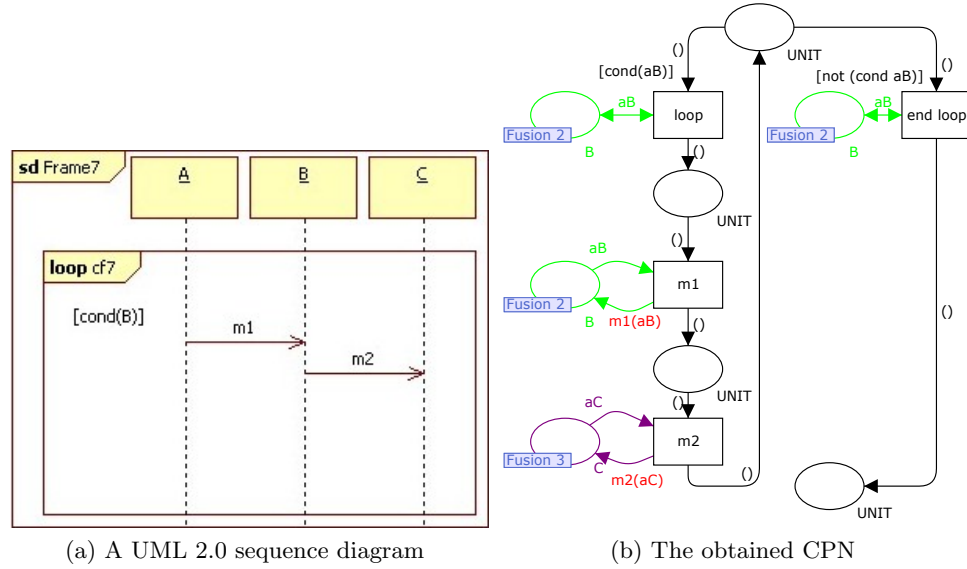 sd Frame7
A
B
C
loop cf7
[cond(B)]
m1
m2
(a) A UML 2.0 sequence diagram
()
UNIT
()
[cond(aB)]
[not (cond aB)]
aB
loop
Fusion 2
B
aB
end loop
Fusion 2
B
()
UNIT
()
aB
m1
Fusion 2
B
m1(aB)
()
()
UNIT
()
aC
m2
Fusion 3
C
m2(aC)
()
UNIT
(b) The obtained CPN